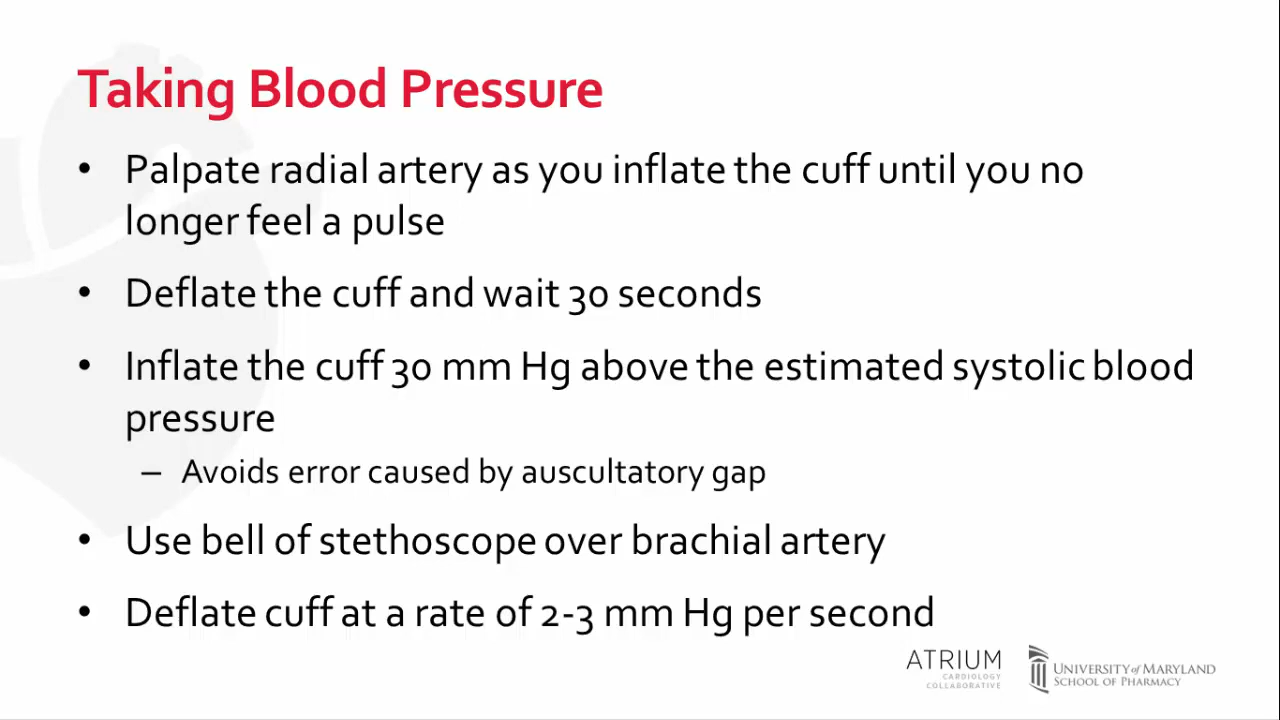 Taking Blood Pressure
• Palpate radial artery as you inflate the cuff until you no
longer feel a pulse
• Deflate the cuff and wait 30 seconds
• Inflate the cuff 30 mm Hg above the estimated systolic blood
pressure
– Avoids error caused by auscultatory gap
• Use bell of stethoscope over brachial artery
• Deflate cuff at a rate of 2-3 mm Hg per second
ATRIUM
CARDIOLOGY
COLLABORATIVE
UNIVERSITY of MARYLAND
SCHOOL OF PHARMACY